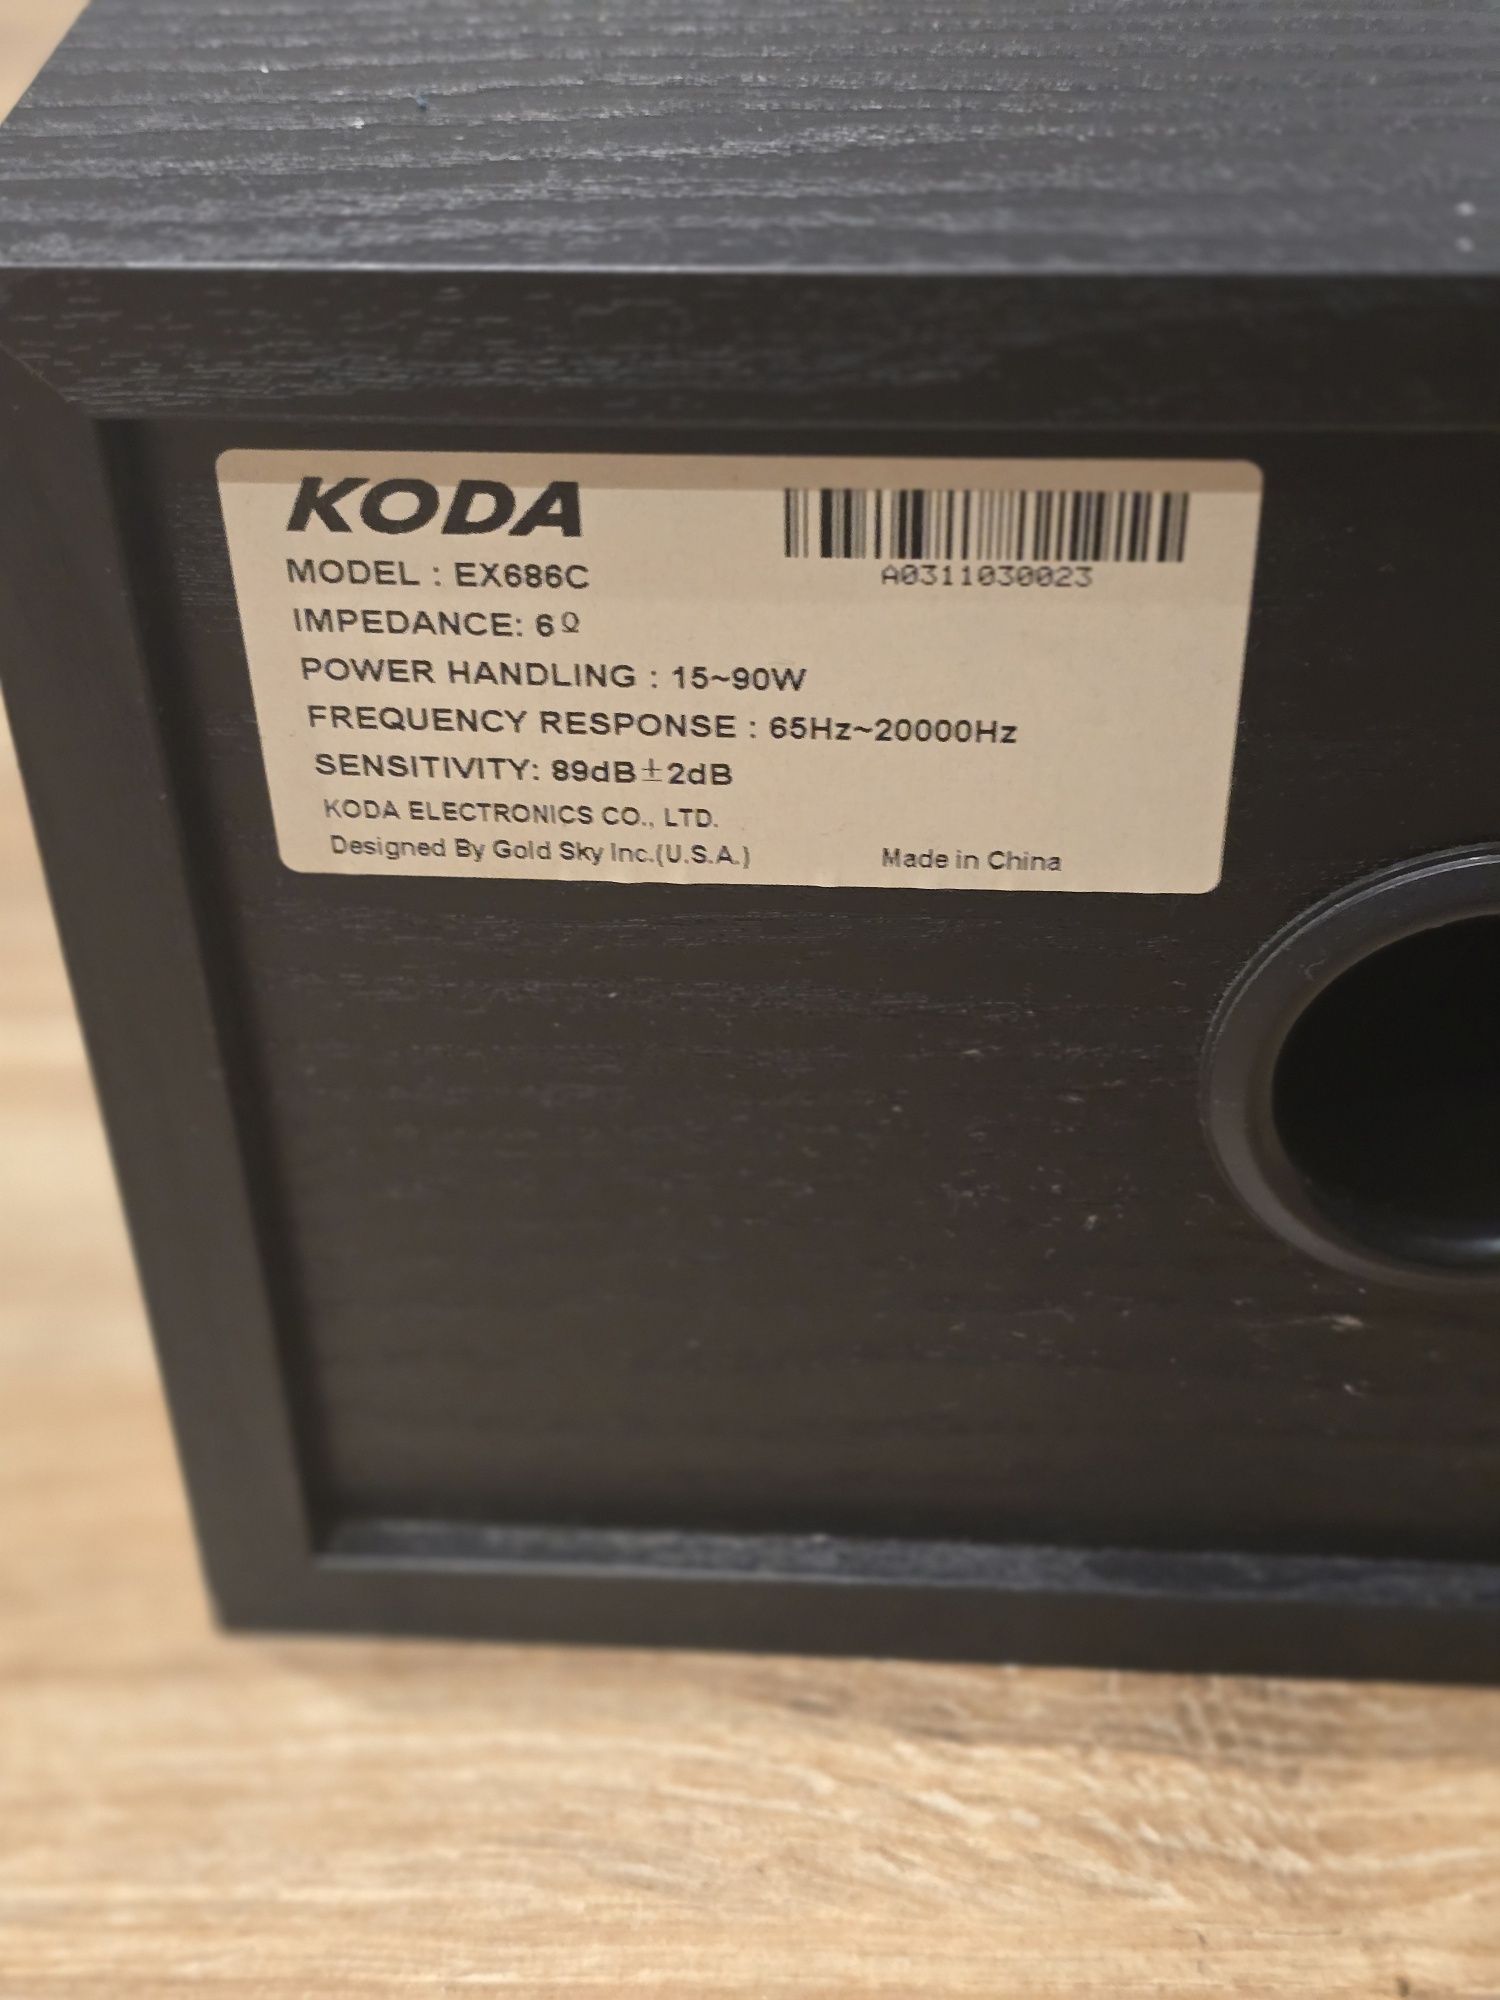 KODA
A0311030023
MODEL : EX686C
IMPEDANCE: 6Ω
POWER HANDLING : 15~90W
FREQUENCY RESPONSE : 65Hz~20000Hz
SENSITIVITY: 89dB±2dB
KODA ELECTRONICS CO., LTD.
Designed By Gold Sky Inc.(U.S.A.) Made in China